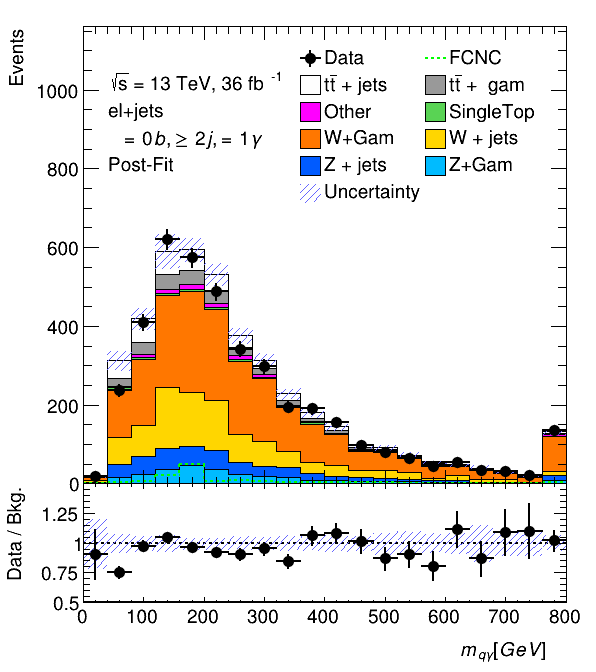 Events
1000
800
600
400
200
0
√s = 13 TeV, 36 fb⁻¹
el+jets
= 0b, ≥ 2j, = 1γ
Post-Fit
Data
FCNC
tt̄ + jets
tt̄ + gam
Other
SingleTop
W+Gam
W + jets
Z + jets
Z+Gam
Uncertainty
Data / Bkg.
1.25
1
0.75
0.5
0 100 200 300 400 500 600 700 800
m_qγ[GeV]